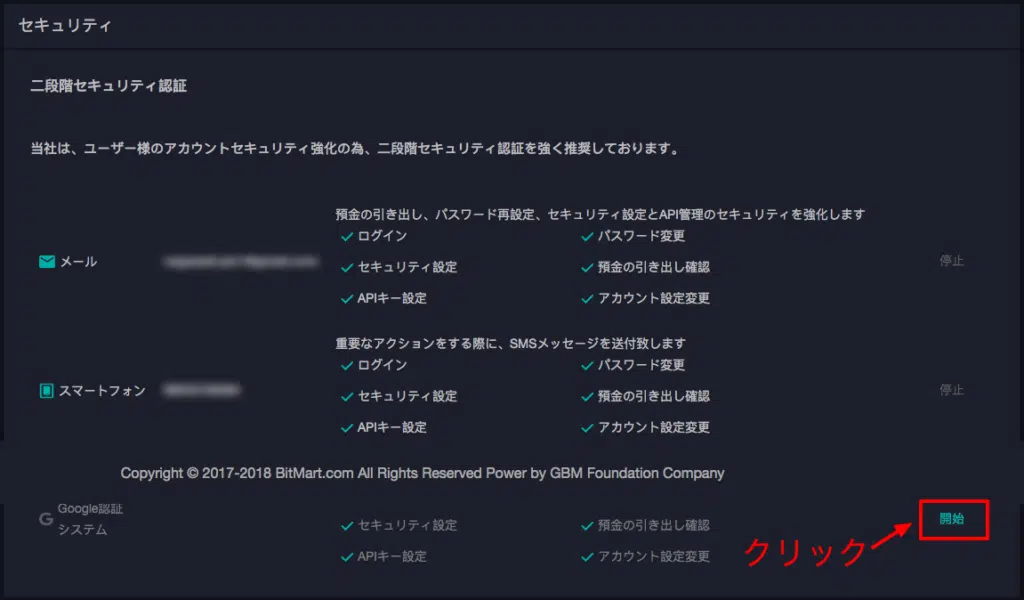 セキュリティ
二段階セキュリティ認証
当社は、ユーザー様のアカウントセキュリティ強化の為、二段階セキュリティ認証を強く推奨しております。
預金の引き出し、パスワード再設定、セキュリティ設定とAPI管理のセキュリティを強化します
ログイン パスワード変更
メール セキュリティ設定 預金の引き出し確認 停止
APIキー設定 アカウント設定変更
重要なアクションをする際に、SMSメッセージを送付致します
ログイン パスワード変更
スマートフォン セキュリティ設定 預金の引き出し確認 停止
APIキー設定 アカウント設定変更
Copyright © 2017-2018 BitMart.com All Rights Reserved Power by GBM Foundation Company
Google認証
システム
セキュリティ設定 預金の引き出し確認 開始
APIキー設定 アカウント設定変更
クリック